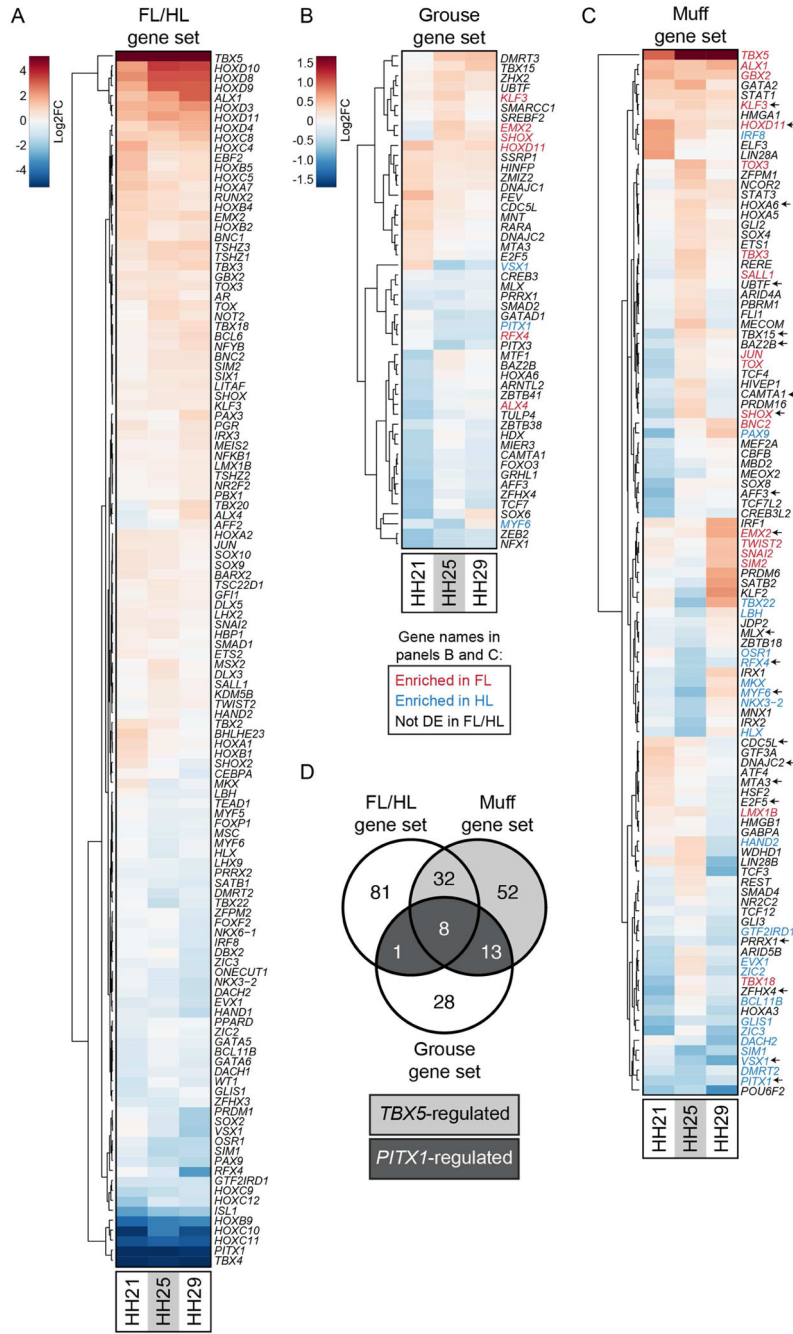 A
FL/HL
gene set
4
2
0
-2
-4
Log2FC
TBX5
HOXD10
HOXD8
HOXD9
ALX1
HOXD3
HOXD11
HOXD4
HOXC8
HOXC4
EBF2
HOXB5
HOXC5
HOXA7
RUNX2
HOXB4
EMX2
HOXB2
BNC1
TSHZ3
TSHZ1
TBX3
GBX2
TOX3
AR
TOX
NOT2
TBX18
BCL6
NFYB
BNC2
SIM2
SIX1
LITAF
SHOX
KLF3
PAX3
PGR
IRX3
MEIS2
NFKB1
LMX1B
TSHZ2
NR2F2
PBX1
TBX20
ALX4
AFF2
HOXA2
JUN
SOX10
SOX9
BARX2
TSC22D1
GFI1
DLX5
LHX2
SNAI2
HBP1
SMAD1
ETS2
MSX2
DLX3
SALL1
KDM5B
TWIST2
HAND2
TBX2
BHLHE23
HOXA1
HOXB1
SHOX2
CEBPA
MKX
LBH
TEAD1
MYF5
FOXP1
MSC
MYF6
HLX
LHX9
PRRX2
SATB1
DMRT2
TBX22
ZFPM2
FOXF2
NKX6-1
IRF8
DBX2
ZIC3
ONECUT1
NKX3-2
DACH2
EVX1
HAND1
PPARD
ZIC2
GATA5
BCL11B
GATA6
DACH1
WT1
GLIS1
ZFHX3
PRDM1
SOX2
VSX1
OSR1
SIM1
PAX9
RFX4
GTF2IRD1
HOXC9
HOXC12
ISL1
HOXB9
HOXC10
HOXC11
PITX1
TBX4
HH21
HH25
HH29
B
Grouse
gene set
1.5
1.0
0.5
0
-0.5
-1.0
-1.5
Log2FC
DMRT3
TBX15
ZHX2
UBTF
KLF3
SMARCC1
SREBF2
EMX2
SHOX
HOXD11
SSRP1
HINFP
ZMIZ2
DNAJC1
FEV
CDC5L
MNT
RARA
DNAJC2
MTA3
E2F5
VSX1
CREB3
MLX
PRRX1
SMAD2
GATAD1
PITX1
RFX4
PITX3
MTF1
BAZ2B
HOXA6
ARNTL2
ZBTB41
ALX4
TULP4
ZBTB38
HDX
MIER3
CAMTA1
FOXO3
GRHL1
AFF3
ZFHX4
TCF7
SOX6
MYF6
ZEB2
NFX1
HH21
HH25
HH29
Gene names in
panels B and C:
Enriched in FL
Enriched in HL
Not DE in FL/HL
C
Muff
gene set
TBX5
ALX1
GBX2
GATA2
STAT1
KLF3
HMGA1
HOXD11
IRF8
ELF3
LIN28A
TOX3
ZFPM1
NCOR2
STAT3
HOXA6
HOXA5
GLI2
SOX4
ETS1
TBX3
RERE
SALL1
UBTF
ARID4A
PBRM1
FLI1
MECOM
TBX15
BAZ2B
JUN
TOX
TCF4
HIVEP1
CAMTA1
PRDM16
SHOX
BNC2
PAX9
MEF2A
CBFB
MBD2
MEOX2
SOX8
AFF3
TCF7L2
CREB3L2
IRF1
EMX2
TWIST2
SNAI2
SIM2
PRDM6
SATB2
KLF2
TBX22
LBH
JDP2
MLX
ZBTB18
OSR1
RFX4
IRX1
MKX
MYF6
NKX3-2
MNX1
IRX2
HLX
CDC5L
GTF3A
DNAJC2
ATF4
MTA3
HSF2
E2F5
LMX1B
HMGB1
GABPA
HAND2
WDHD1
LIN28B
TCF3
REST
SMAD4
NR2C2
TCF12
GLI3
GTF2IRD1
PRRX1
ARID5B
EVX1
ZIC2
TBX18
ZFHX4
BCL11B
HOXA3
GLIS1
ZIC3
DACH2
SIM1
VSX1
DMRT2
PITX1
POU6F2
HH21
HH25
HH29
D
FL/HL
gene set
Muff
gene set
81
32
52
8
1
13
28
Grouse
gene set
TBX5-regulated
PITX1-regulated